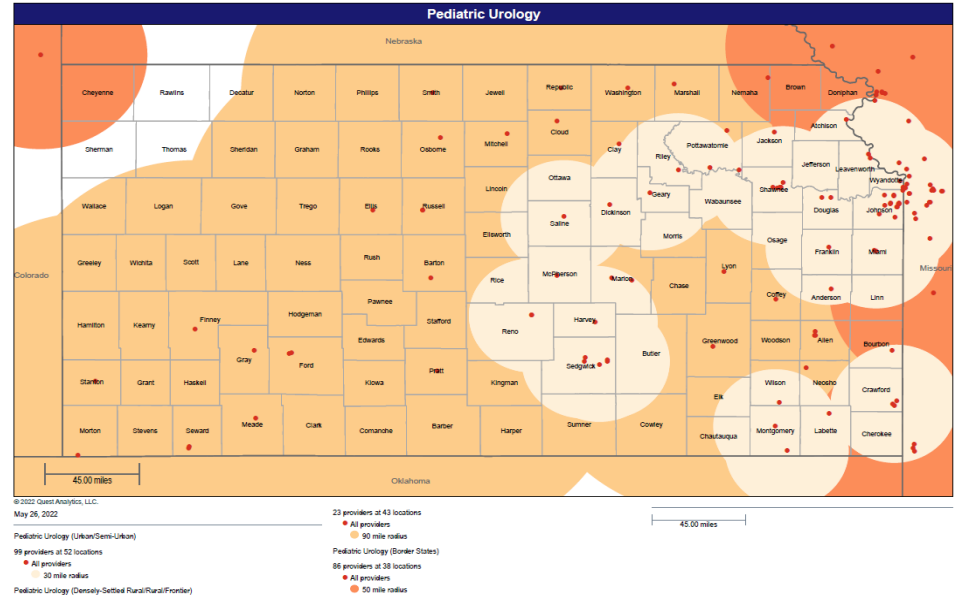 Pediatric Urology
Nebraska
Cheyenne Rawlins Decatur Norton Phillips Smith Jewell Republic Washington Marshall Nemaha Brown Doniphan
Atchison
Sherman Thomas Sheridan Graham Rooks Osborne Mitchell Cloud Clay Riley Pottawatomie Jackson
Jefferson Leavenworth
Wyandotte
Lincoln Ottawa
Wallace Logan Gove Trego Ellis Russell Saline Dickinson Geary Wabaunsee Shawnee Douglas Johnson
Ellsworth Morris Osage
Greeley Wichita Scott Lane Ness Rush Barton Franklin Miami
Colorado Missouri
Rice McPherson Marion Chase Lyon Coffey Anderson Linn
Pawnee
Hamilton Kearny Finney Hodgeman Stafford Reno Harvey
Edwards Greenwood Woodson Allen Bourbon
Gray Ford Sedgwick Butler
Stanton Grant Haskell Kiowa Pratt Kingman Elk Wilson Neosho Crawford
Morton Stevens Seward Meade Clark Comanche Barber Harper Sumner Cowley Chautauqua Montgomery Labette Cherokee
45.00 miles
Oklahoma
© 2022 Quest Analytics, LLC.
May 26, 2022
Pediatric Urology (Urban/Semi-Urban)
99 providers at 52 locations
All providers
30 mile radius
Pediatric Urology (Densely-Settled Rural/Rural/Frontier)
23 providers at 43 locations
All providers
90 mile radius
Pediatric Urology (Border States)
86 providers at 38 locations
All providers
50 mile radius
45.00 miles